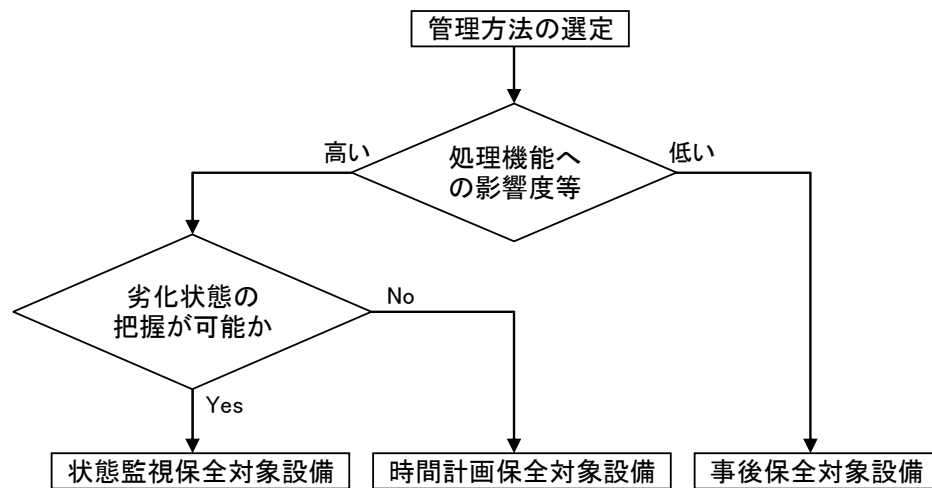 管理方法の選定
高い
処理機能へ
の影響度等
低い
劣化状態の
把握が可能か
No
Yes
状態監視保全対象設備
時間計画保全対象設備
事後保全対象設備